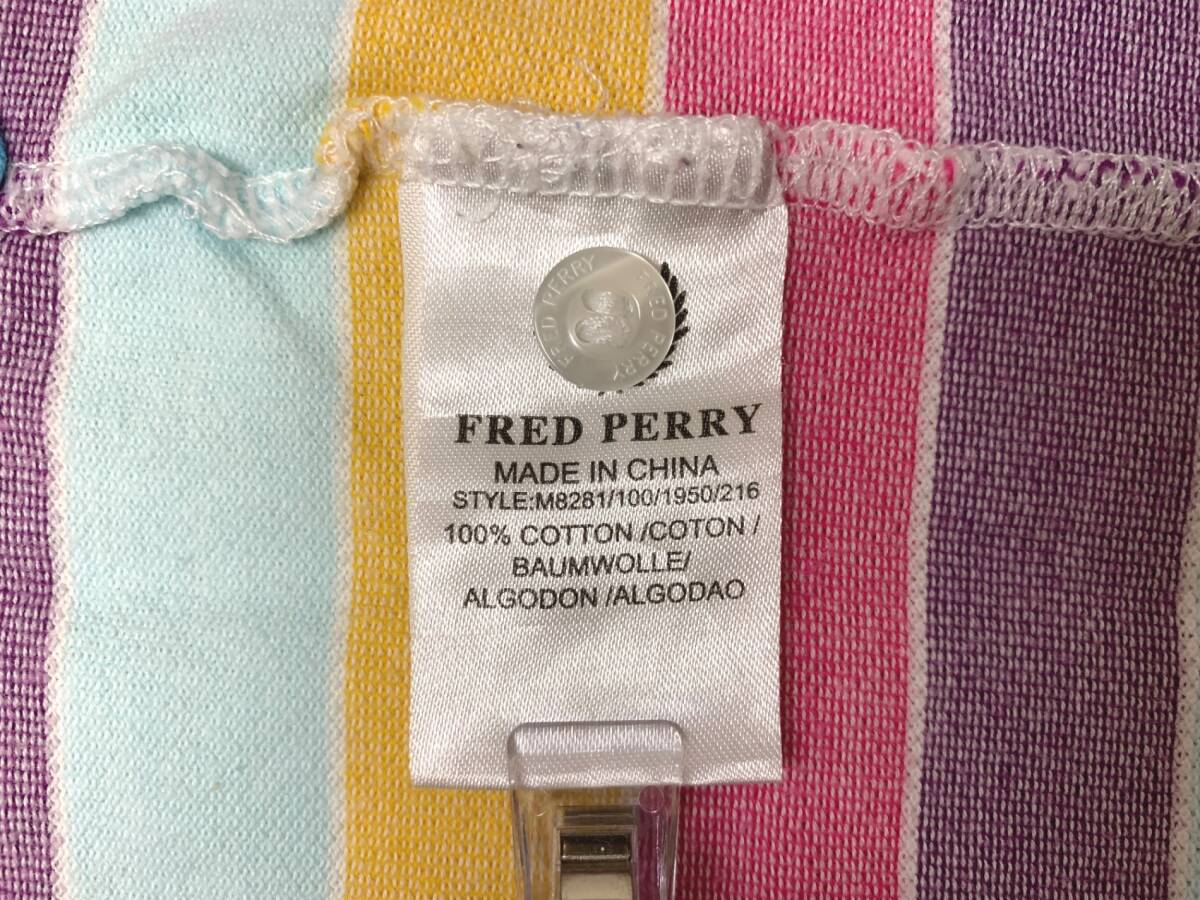 FRED PERRY FRED PERRY
FRED PERRY
MADE IN CHINA
STYLE:M8281/100/1950/216
100% COTTON /COTON /
BAUMWOLLE/
ALGODON /ALGODAO